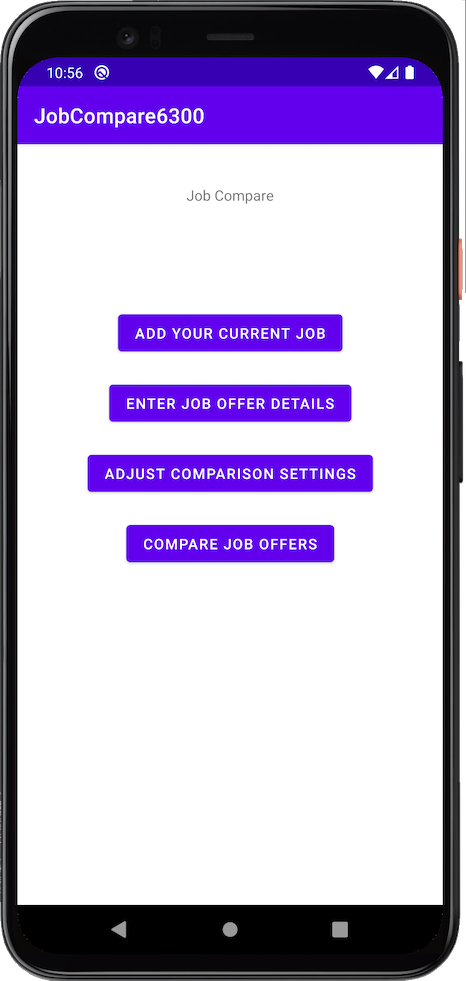 10:56
JobCompare6300
Job Compare
ADD YOUR CURRENT JOB
ENTER JOB OFFER DETAILS
ADJUST COMPARISON SETTINGS
COMPARE JOB OFFERS